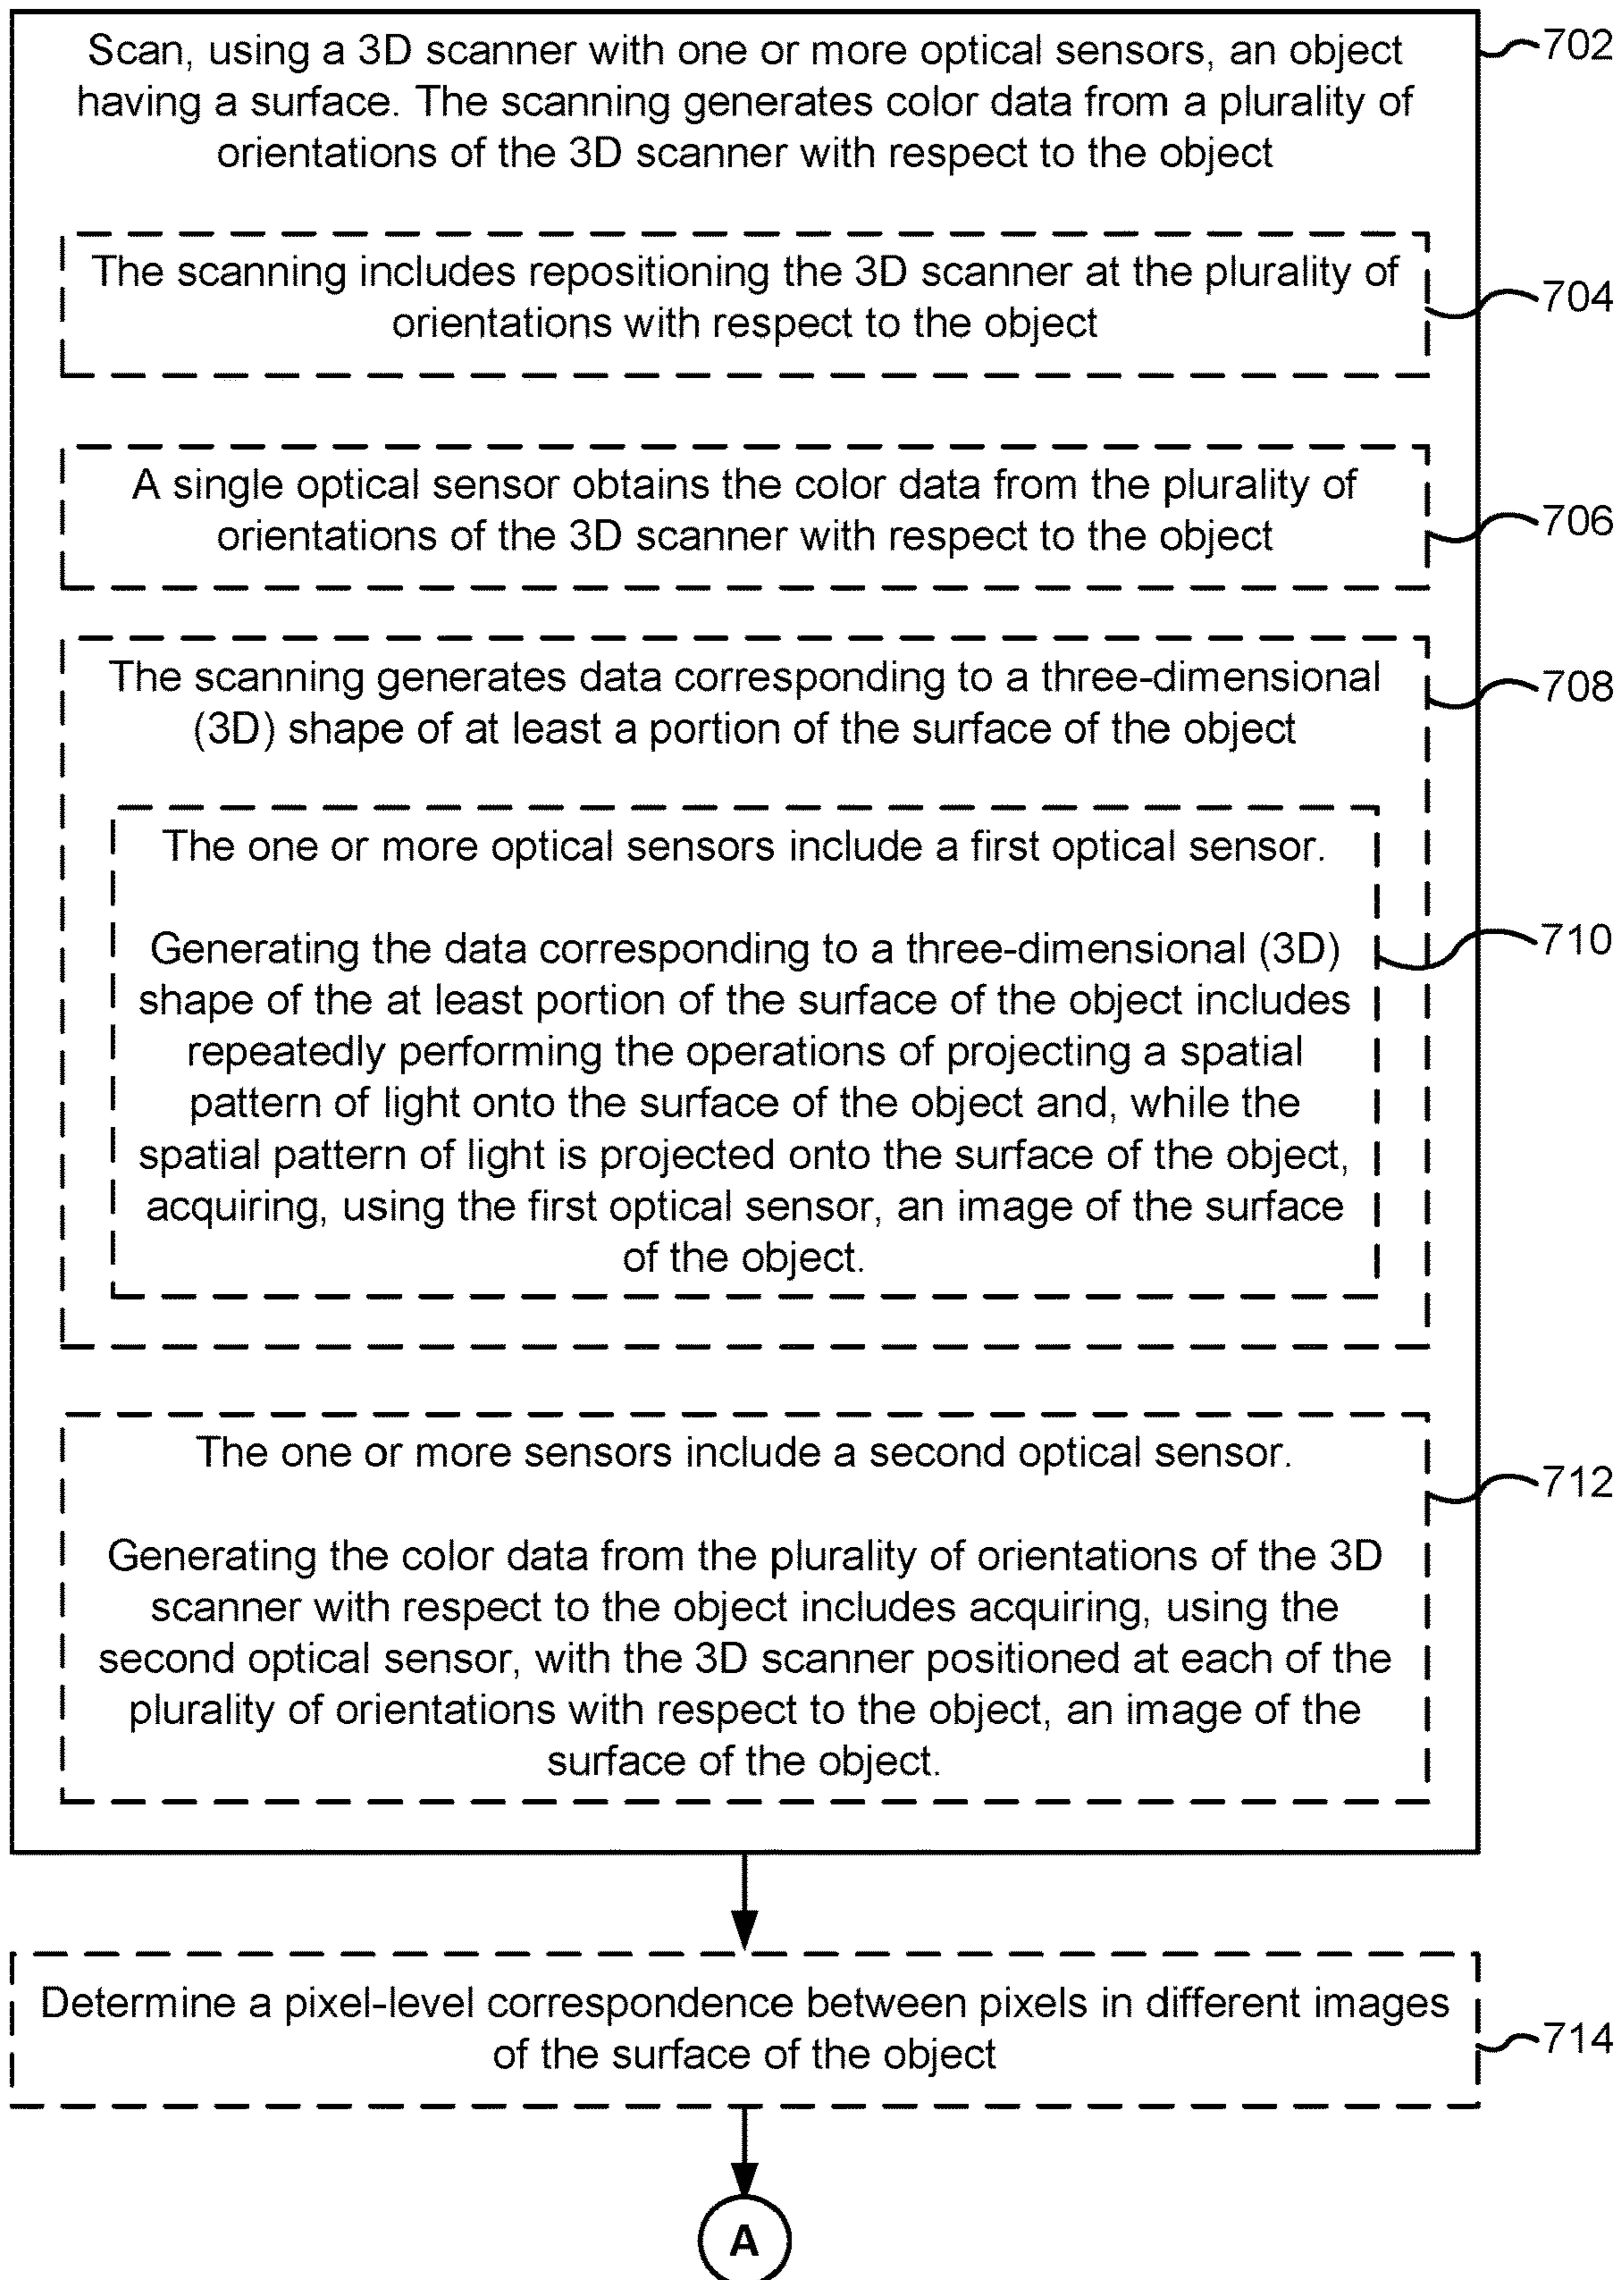 Scan, using a 3D scanner with one or more optical sensors, an object
having a surface. The scanning generates color data from a plurality of
orientations of the 3D scanner with respect to the object
702
The scanning includes repositioning the 3D scanner at the plurality of
orientations with respect to the object
704
A single optical sensor obtains the color data from the plurality of
orientations of the 3D scanner with respect to the object
706
The scanning generates data corresponding to a three-dimensional
(3D) shape of at least a portion of the surface of the object
708
The one or more optical sensors include a first optical sensor.
Generating the data corresponding to a three-dimensional (3D)
shape of the at least portion of the surface of the object includes
repeatedly performing the operations of projecting a spatial
pattern of light onto the surface of the object and, while the
spatial pattern of light is projected onto the surface of the object,
acquiring, using the first optical sensor, an image of the surface
of the object.
710
The one or more sensors include a second optical sensor.
Generating the color data from the plurality of orientations of the 3D
scanner with respect to the object includes acquiring, using the
second optical sensor, with the 3D scanner positioned at each of the
plurality of orientations with respect to the object, an image of the
surface of the object.
712
Determine a pixel-level correspondence between pixels in different images
of the surface of the object
714
A